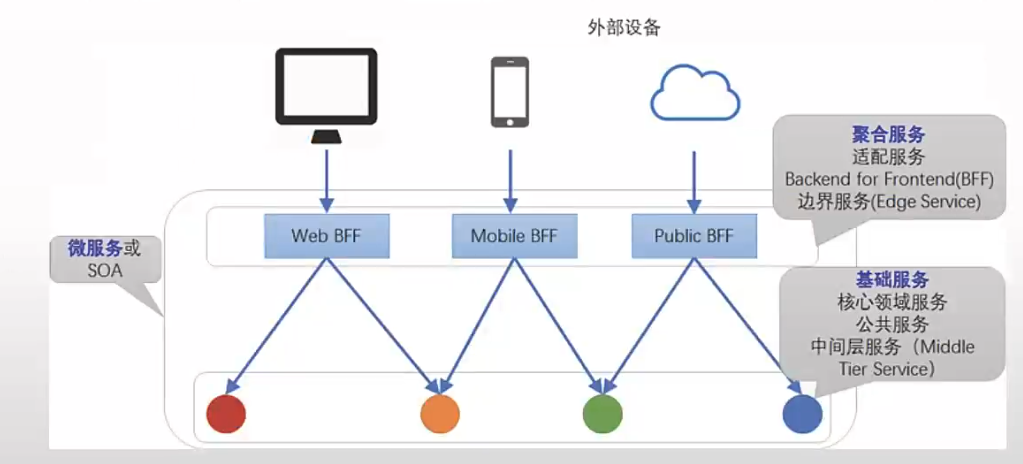 外部设备
聚合服务
适配服务
Backend for Frontend(BFF)
边界服务(Edge Service)
Web BFF
Mobile BFF
Public BFF
微服务或
SOA
基础服务
核心领域服务
公共服务
中间层服务（Middle
Tier Service）